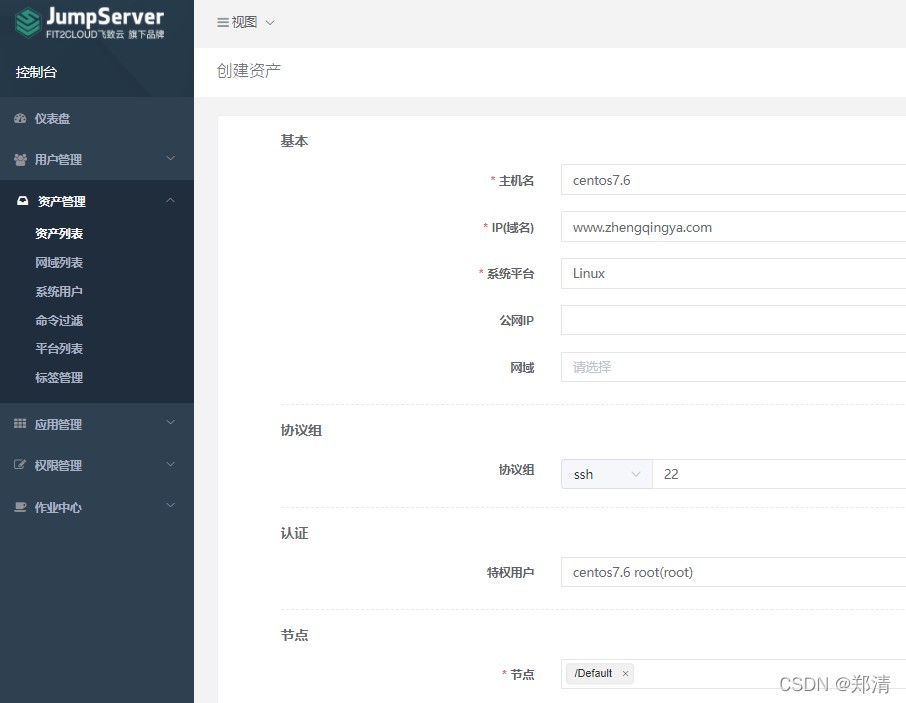 JumpServer
FIT2CLOUD飞致云 旗下品牌
控制台
仪表盘
用户管理
资产管理
资产列表
网域列表
系统用户
命令过滤
平台列表
标签管理
应用管理
权限管理
作业中心
视图
创建资产
基本
* 主机名 centos7.6
* IP(域名) www.zhengqingya.com
* 系统平台 Linux
公网IP
网域 请选择
协议组
协议组 ssh 22
认证
特权用户 centos7.6 root(root)
节点
* 节点 /Default ×
CSDN @郑清